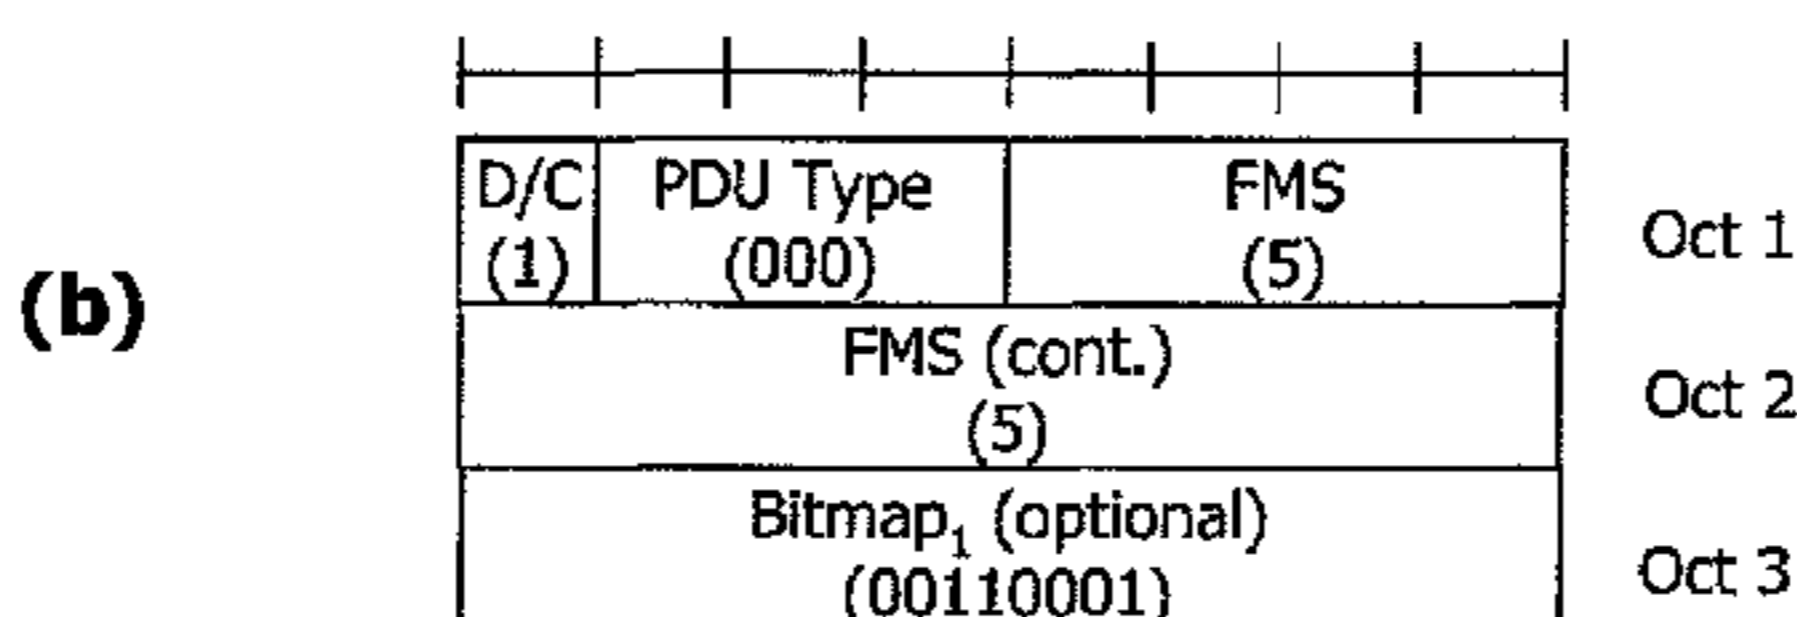 (b)
D/C PDU Type FMS
(1) (000) (5)
Oct 1
FMS (cont.)
(5)
Oct 2
Bitmap₁ (optional)
(00110001)
Oct 3